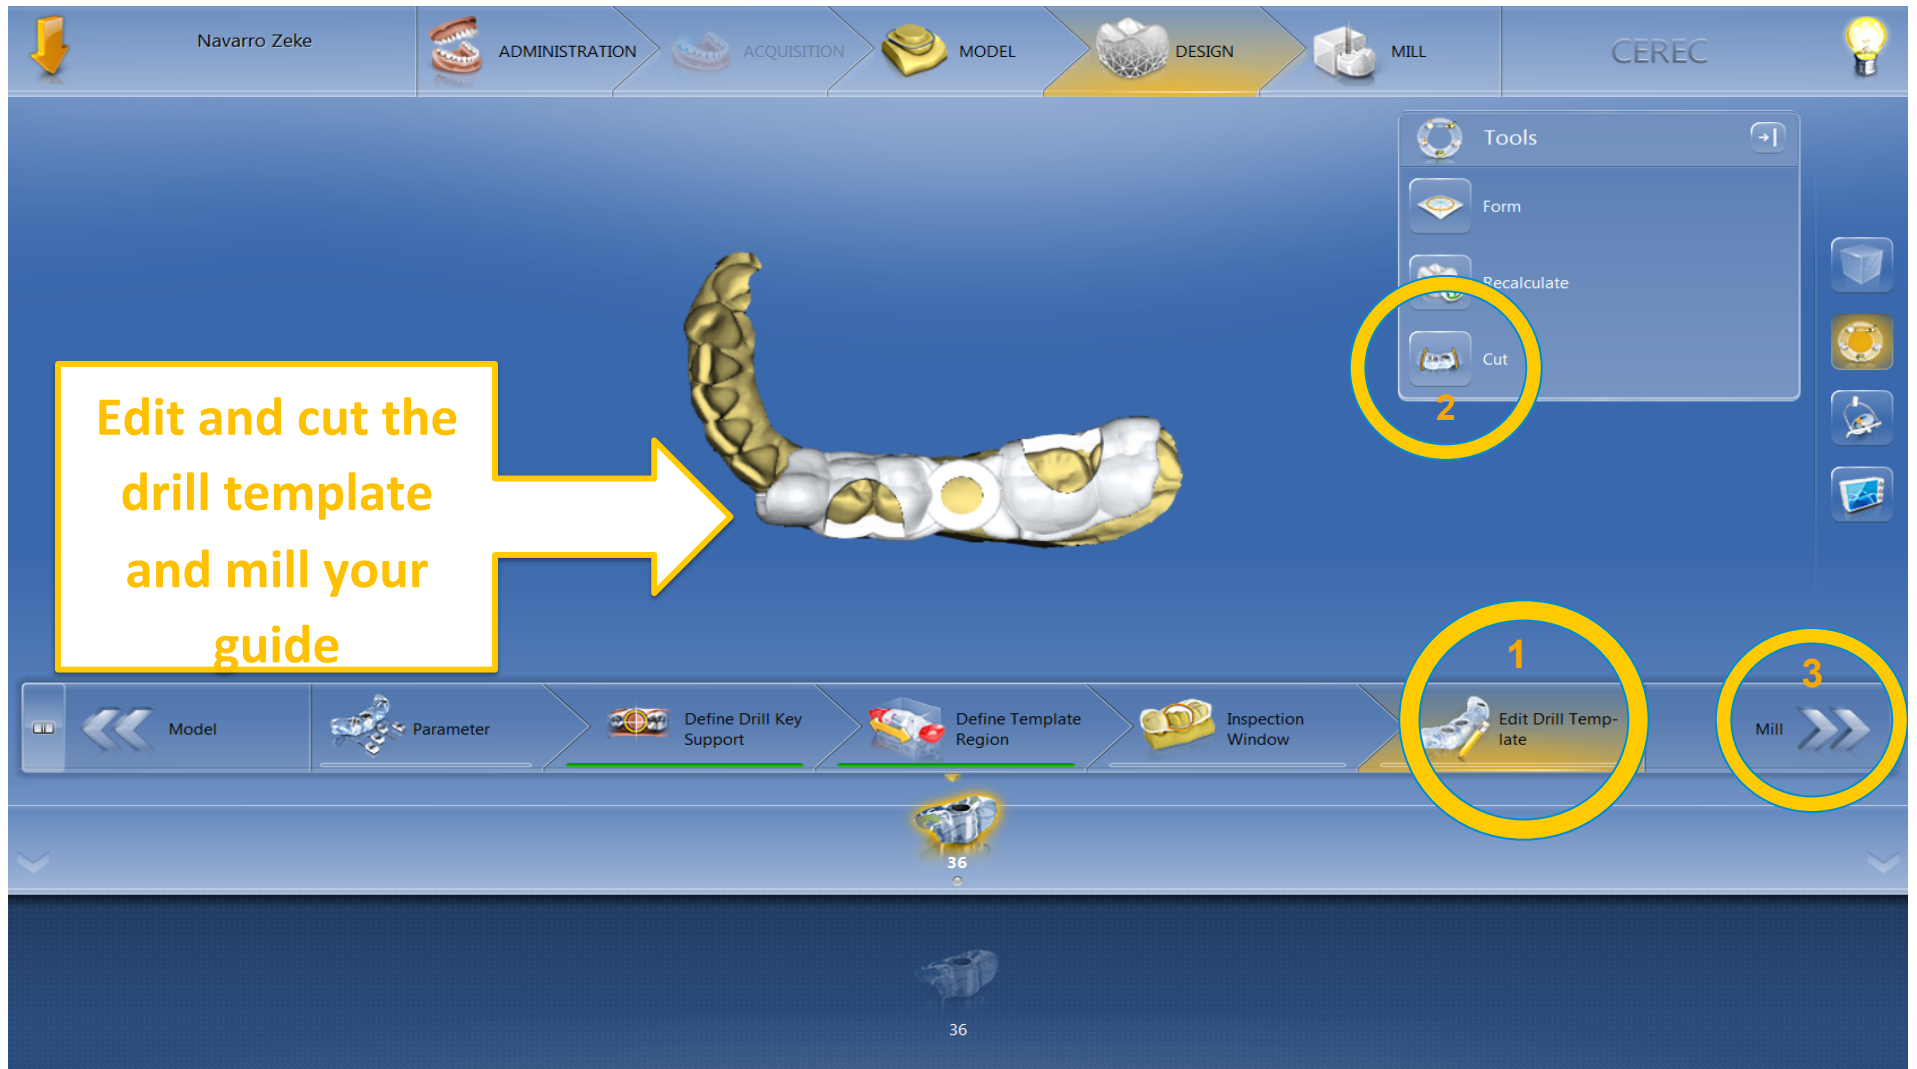 Navarro Zeke
ADMINISTRATION
ACQUISITION
MODEL
DESIGN
MILL
CEREC
Tools
Form
Recalculate
Cut
2
Edit and cut the
drill template
and mill your
guide
1
3
Model
Parameter
Define Drill Key
Support
Define Template
Region
Inspection
Window
Edit Drill Temp-
late
Mill
36
36